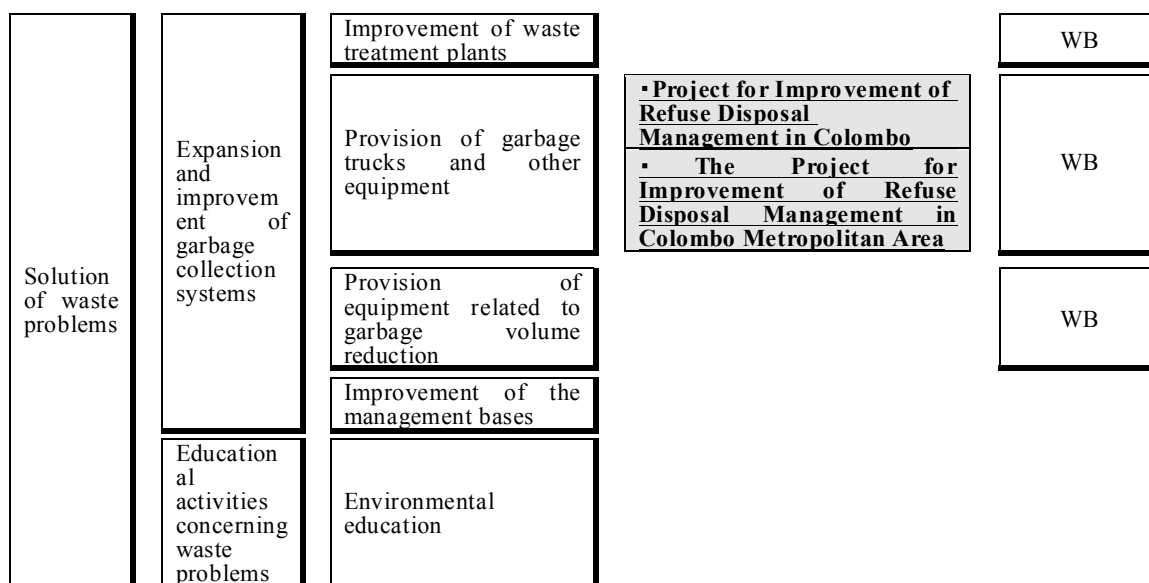 Solution
of waste
problems
Expansion
and
improvem
ent of
garbage
collection
systems
Education
al
activities
concerning
waste
problems
Improvement of waste
treatment plants
Provision of garbage
trucks and other
equipment
Provision of
equipment related to
garbage volume
reduction
Improvement of the
management bases
Environmental
education
▪Project for Improvement of
Refuse Disposal
Management in Colombo
▪ The Project for
Improvement of Refuse
Disposal Management in
Colombo Metropolitan Area
WB
WB
WB